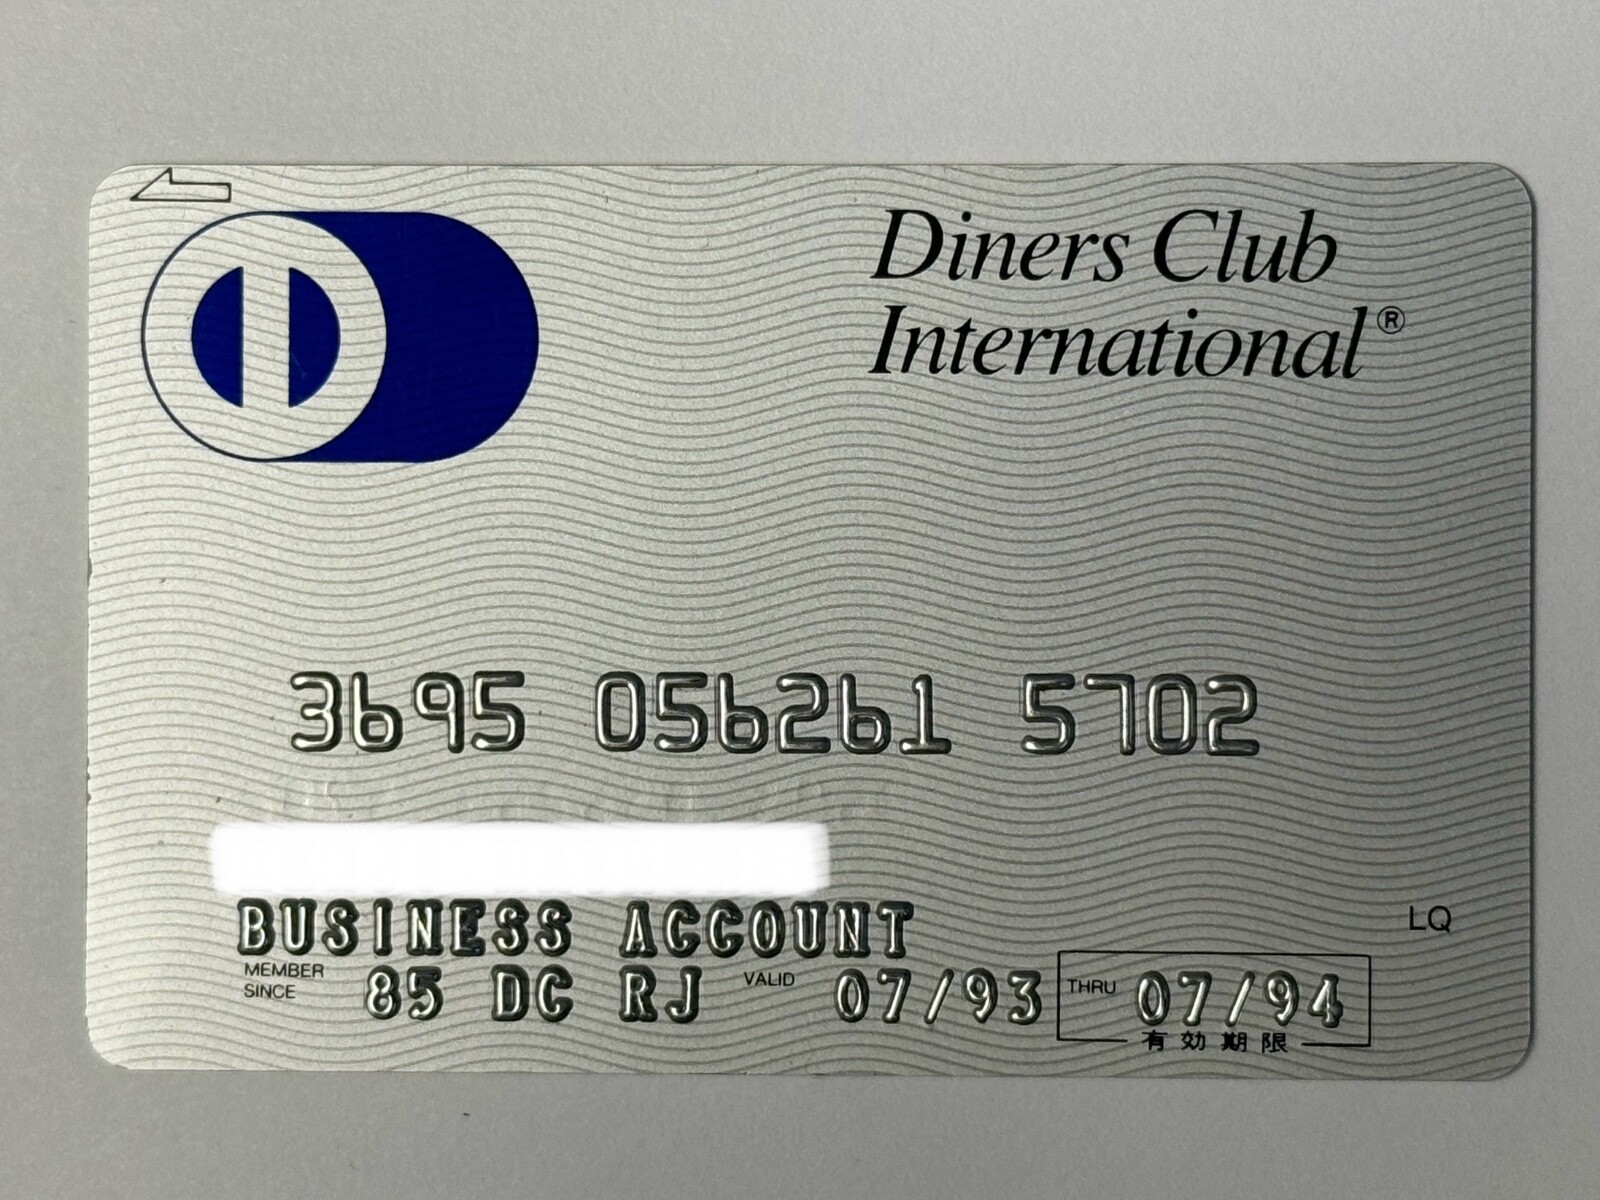 Diners Club
International®
3695 056261 5702
BUSINESS ACCOUNT
LQ
MEMBER SINCE 85 DC RJ VALID 07/93 THRU 07/94
有効期限